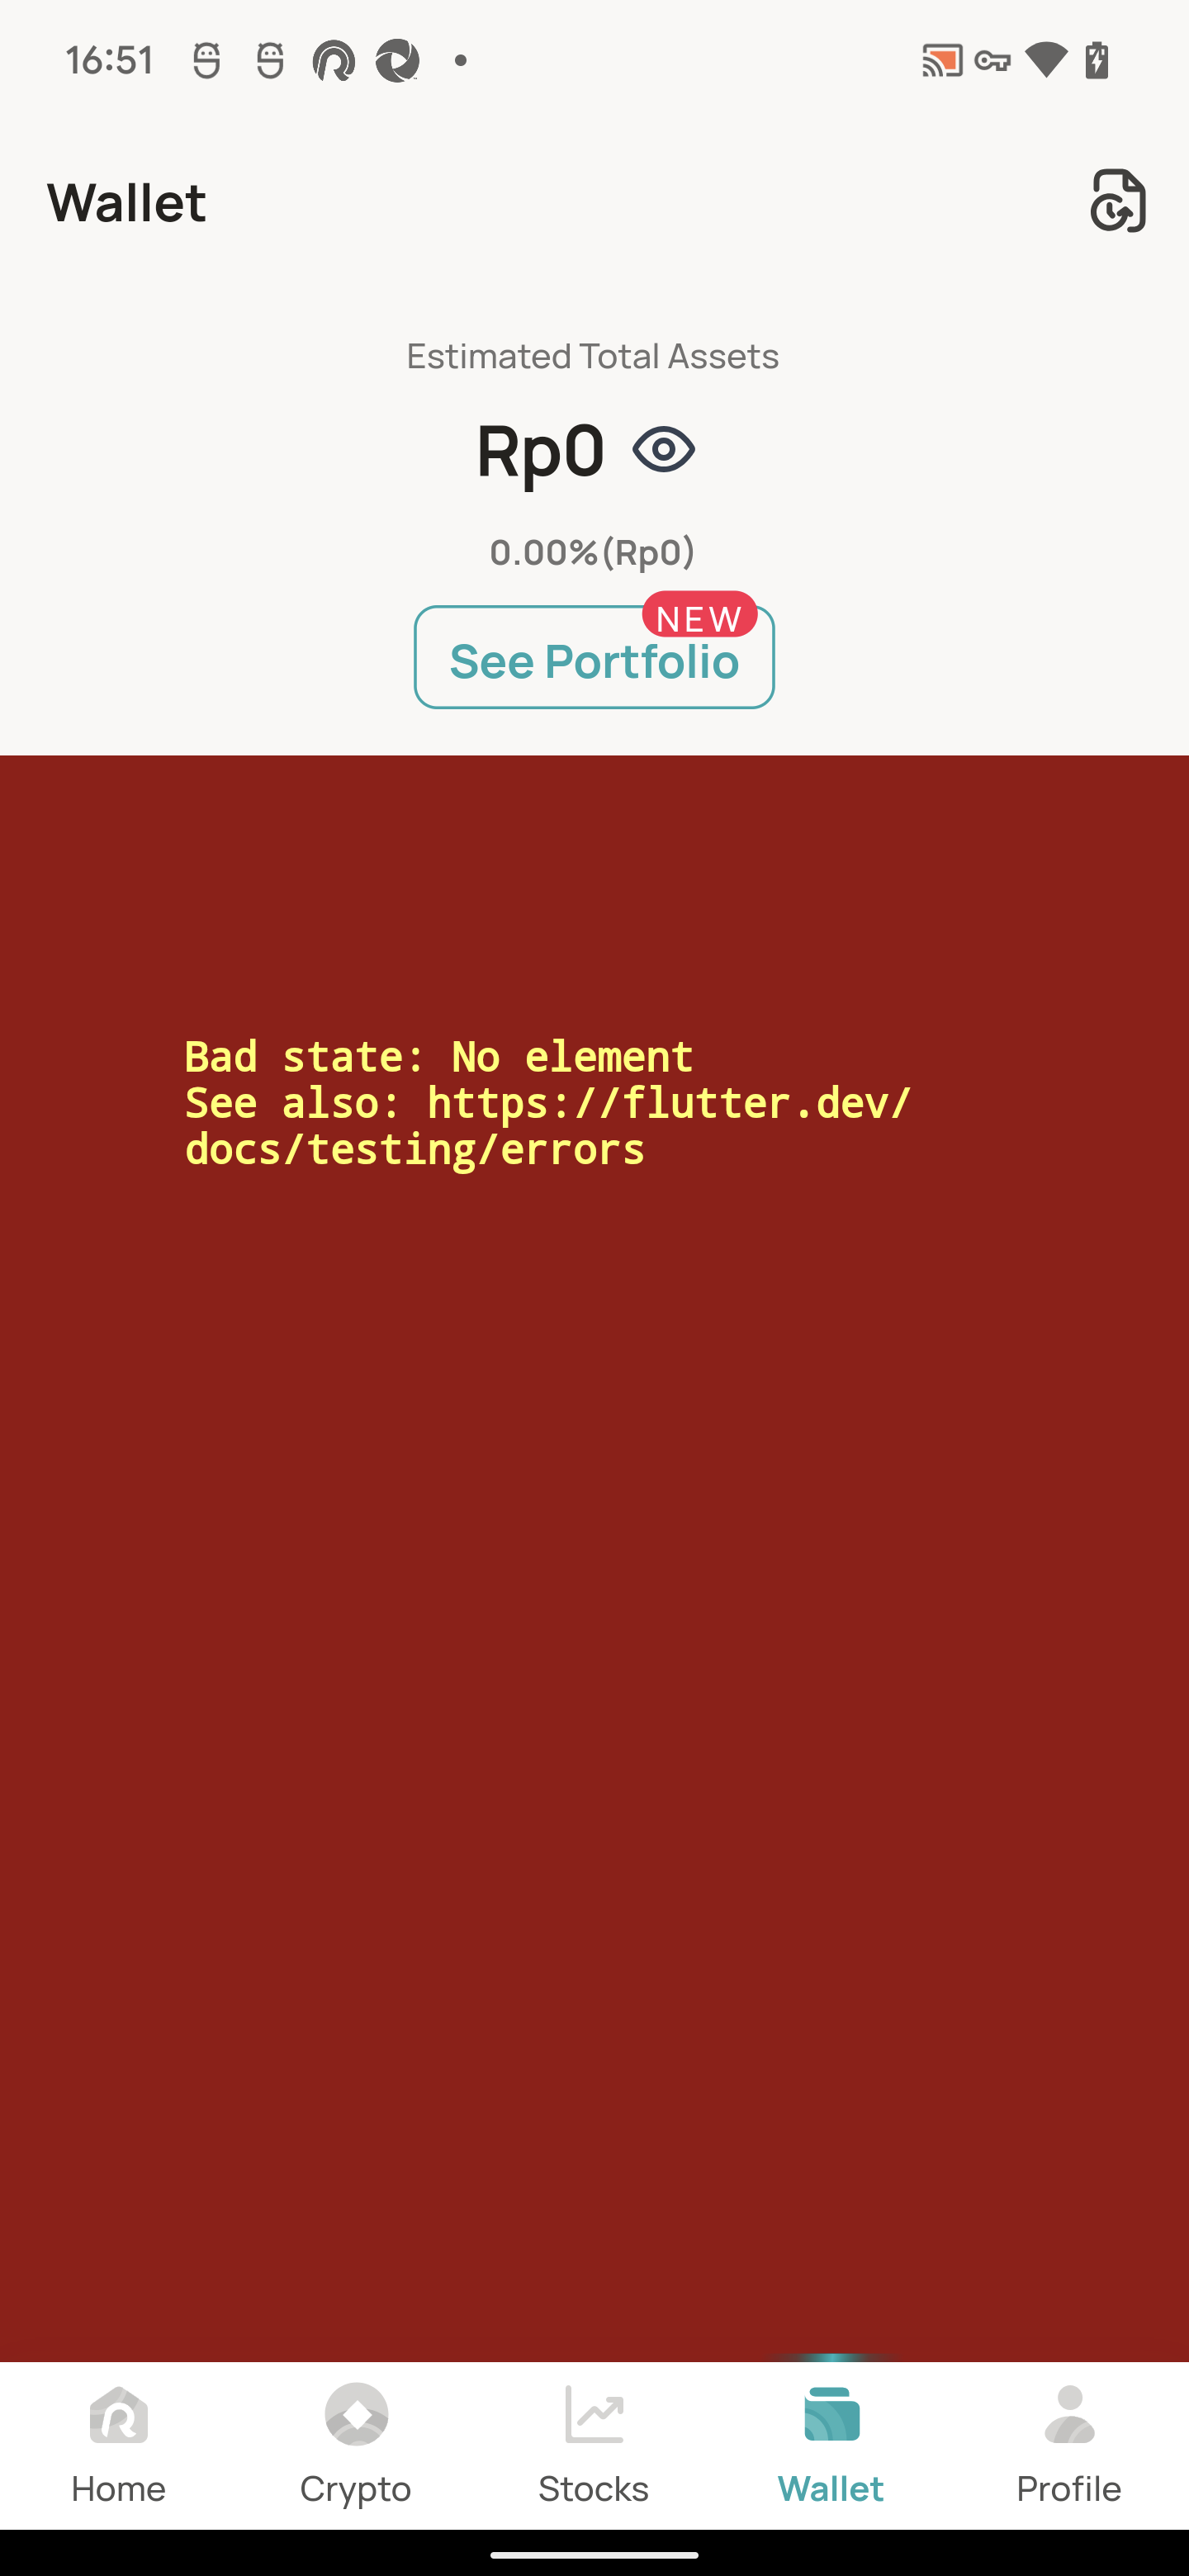 16:51
Wallet
Estimated Total Assets
Rp0
0.00%(Rp0)
NEW
See Portfolio
Bad state: No element
See also: https://flutter.dev/
docs/testing/errors
Home
Crypto
Stocks
Wallet
Profile